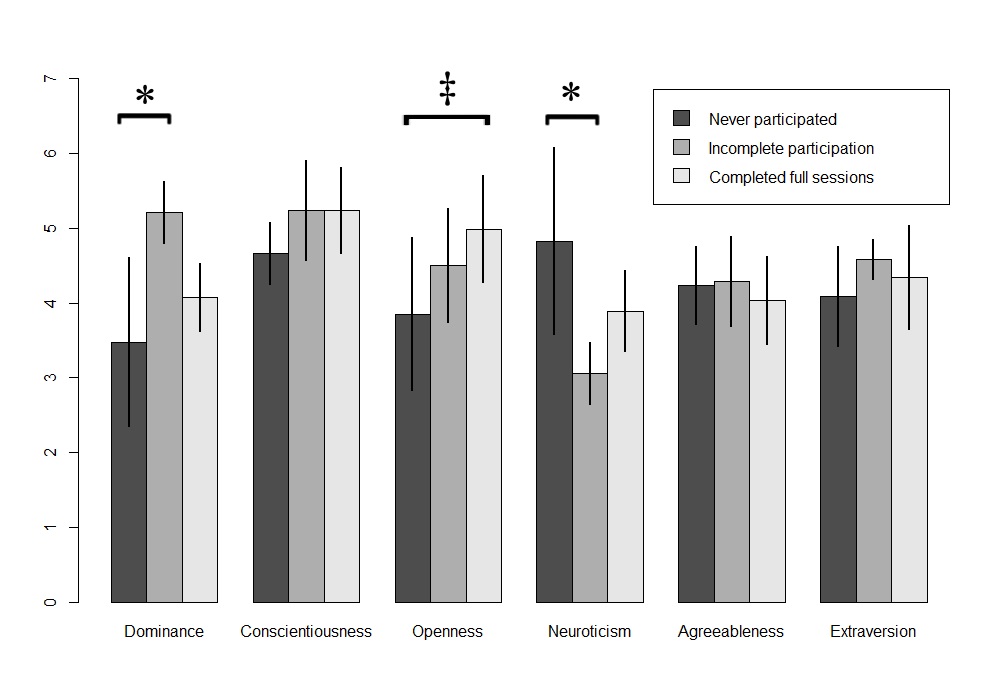 7
6
5
4
3
2
1
0
*
‡
*
Never participated
Incomplete participation
Completed full sessions
Dominance Conscientiousness Openness Neuroticism Agreeableness Extraversion